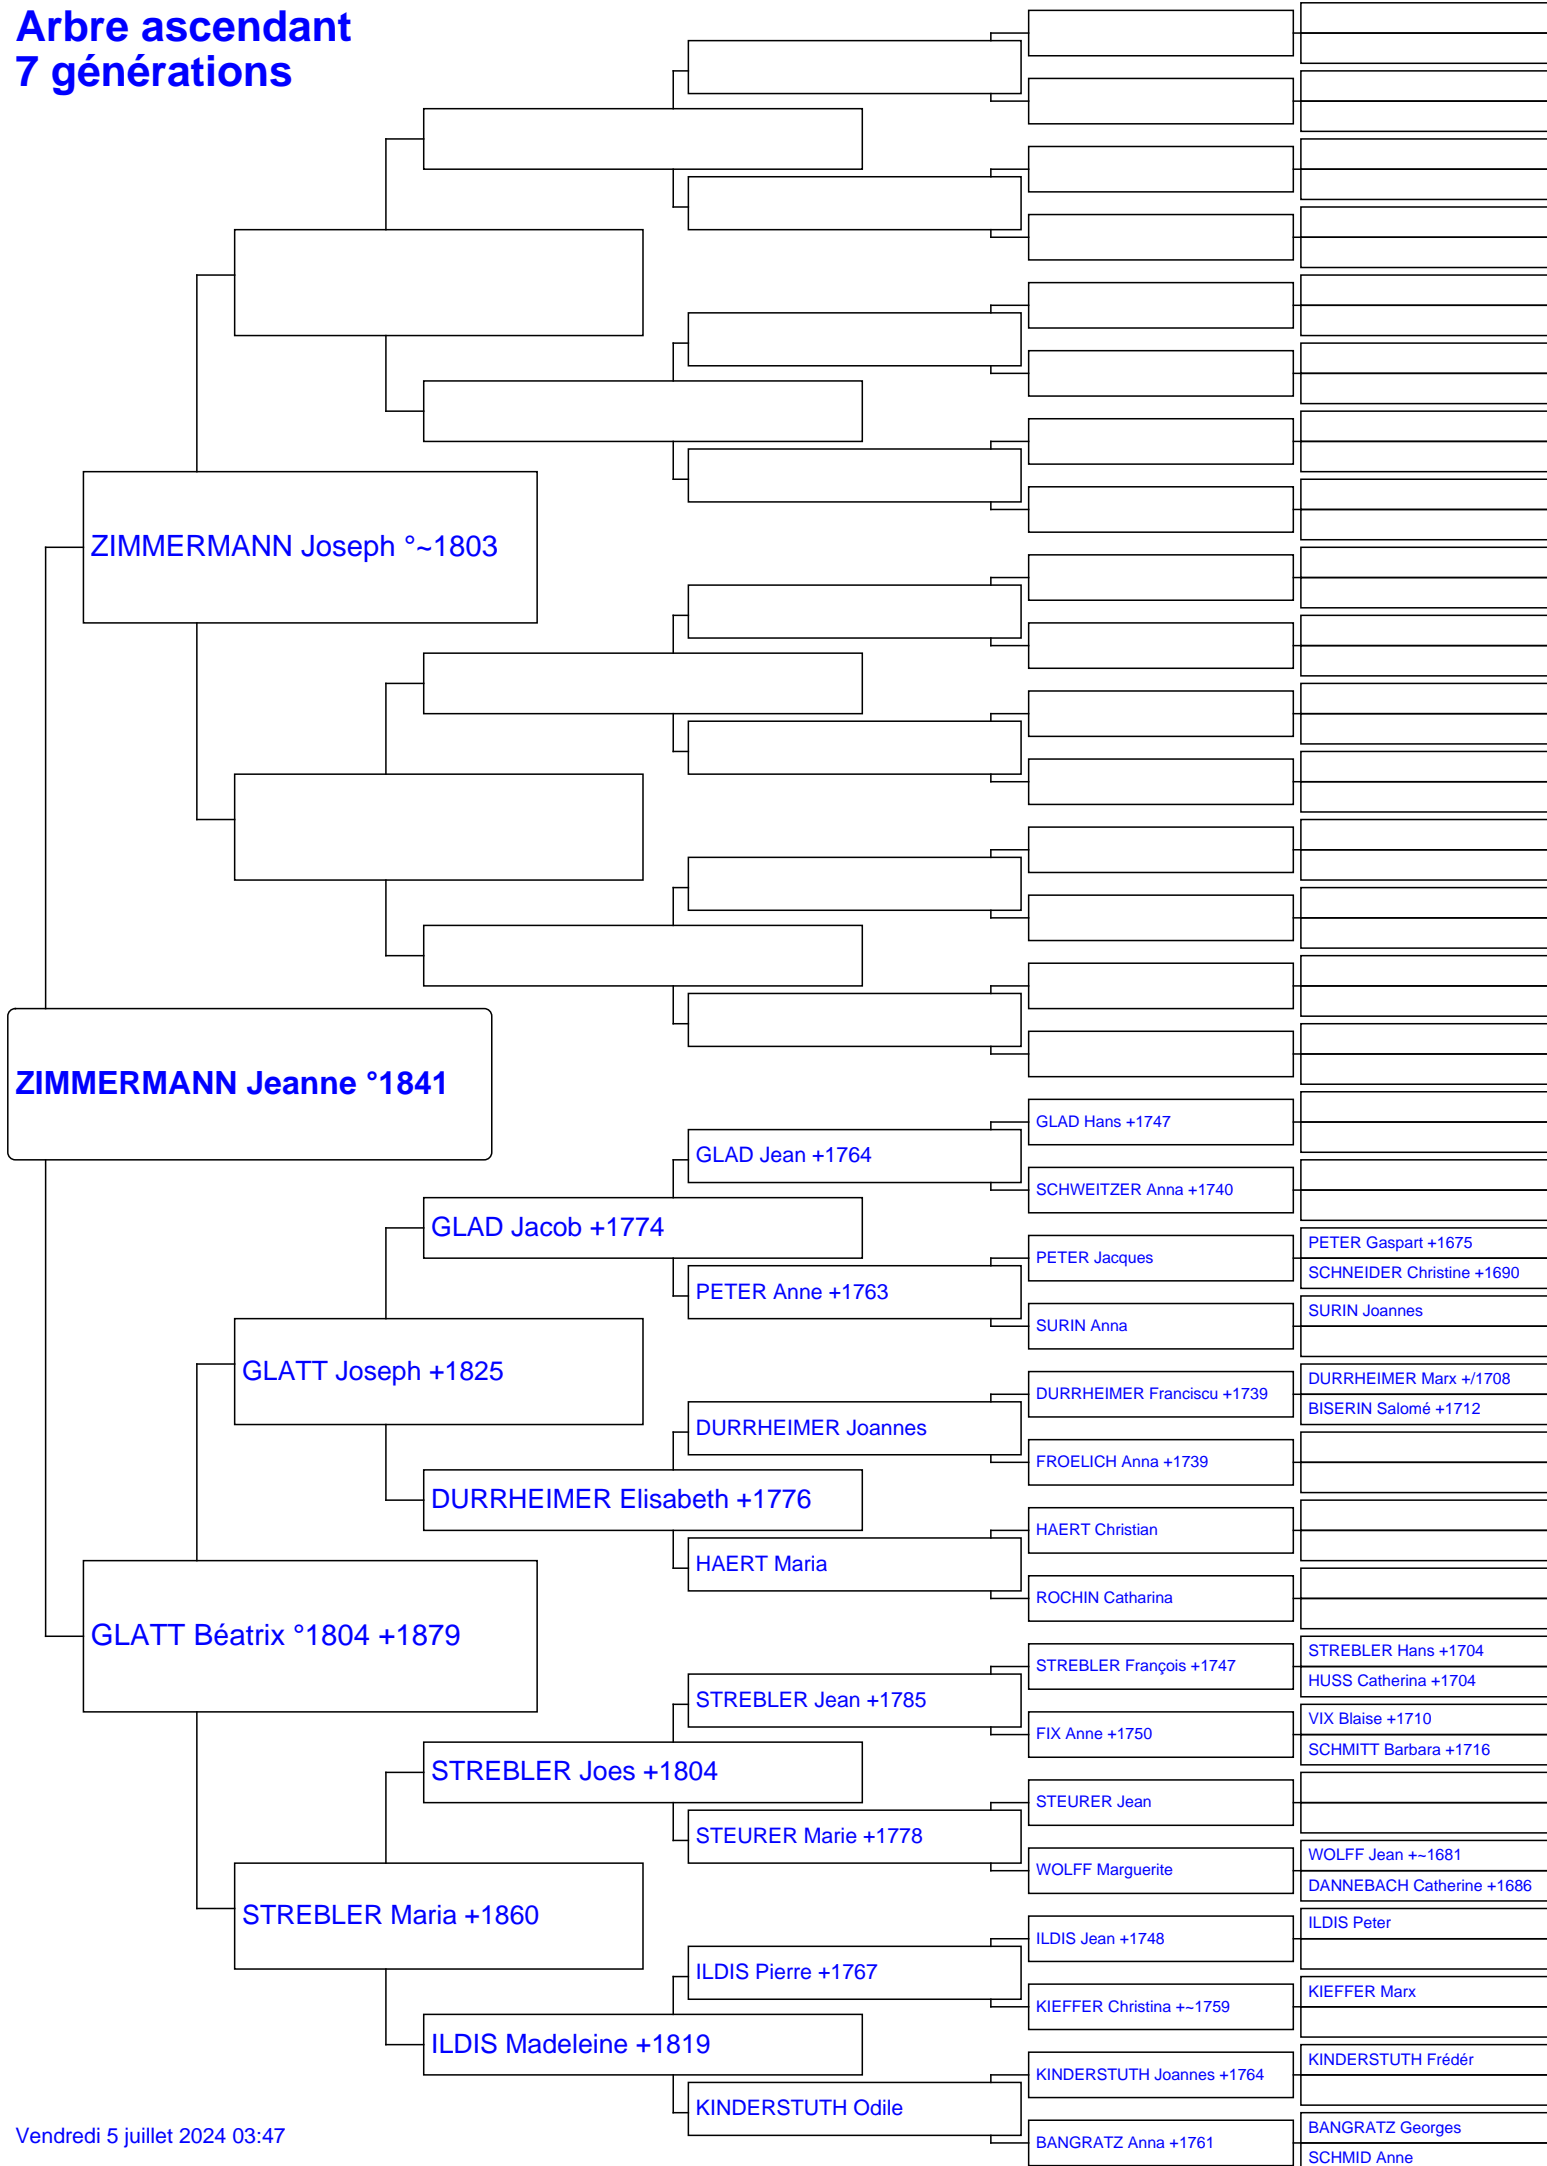 Arbre ascendant
7 générations
ZIMMERMANN Joseph °~1803
ZIMMERMANN Jeanne °1841
GLAD Hans +1747
GLAD Jean +1764
SCHWEITZER Anna +1740
GLAD Jacob +1774
PETER Gaspart +1675
PETER Jacques
SCHNEIDER Christine +1690
PETER Anne +1763
SURIN Joannes
SURIN Anna
GLATT Joseph +1825
DURRHEIMER Marx +/1708
DURRHEIMER Franciscu +1739
BISERIN Salomé +1712
DURRHEIMER Joannes
FROELICH Anna +1739
DURRHEIMER Elisabeth +1776
HAERT Christian
HAERT Maria
ROCHIN Catharina
GLATT Béatrix °1804 +1879
STREBLER Hans +1704
STREBLER François +1747
HUSS Catherina +1704
STREBLER Jean +1785
VIX Blaise +1710
FIX Anne +1750
SCHMITT Barbara +1716
STREBLER Joes +1804
STEURER Jean
STEURER Marie +1778
WOLFF Jean +~1681
WOLFF Marguerite
DANNEBACH Catherine +1686
STREBLER Maria +1860
ILDIS Peter
ILDIS Jean +1748
ILDIS Pierre +1767
KIEFFER Marx
KIEFFER Christina +~1759
ILDIS Madeleine +1819
KINDERSTUTH Frédér
KINDERSTUTH Joannes +1764
KINDERSTUTH Odile
BANGRATZ Georges
BANGRATZ Anna +1761
SCHMID Anne
Vendredi 5 juillet 2024 03:47